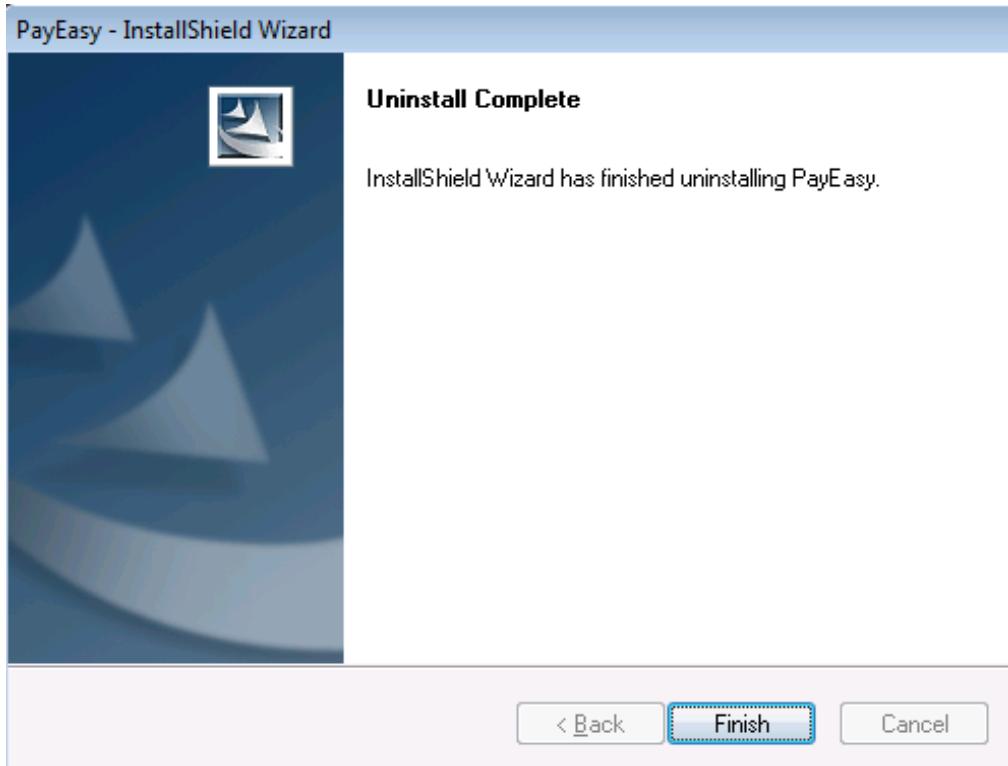 PayEasy - InstallShield Wizard
Uninstall Complete
InstallShield Wizard has finished uninstalling PayEasy.
< Back
Finish
Cancel